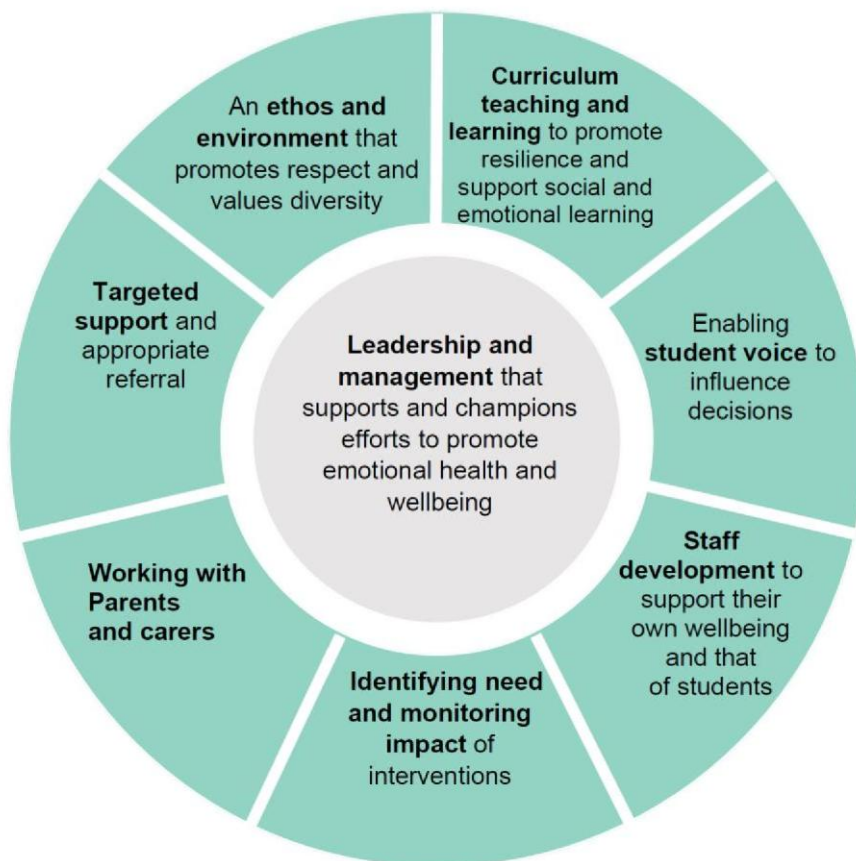 An ethos and
environment that
promotes respect and
values diversity
Curriculum
teaching and
learning to promote
resilience and
support social and
emotional learning
Enabling
student voice to
influence
decisions
Staff
development to
support their
own wellbeing
and that
of students
Identifying need
and monitoring
impact of
interventions
Working with
Parents
and carers
Targeted
support and
appropriate
referral
Leadership and
management that
supports and champions
efforts to promote
emotional health and
wellbeing